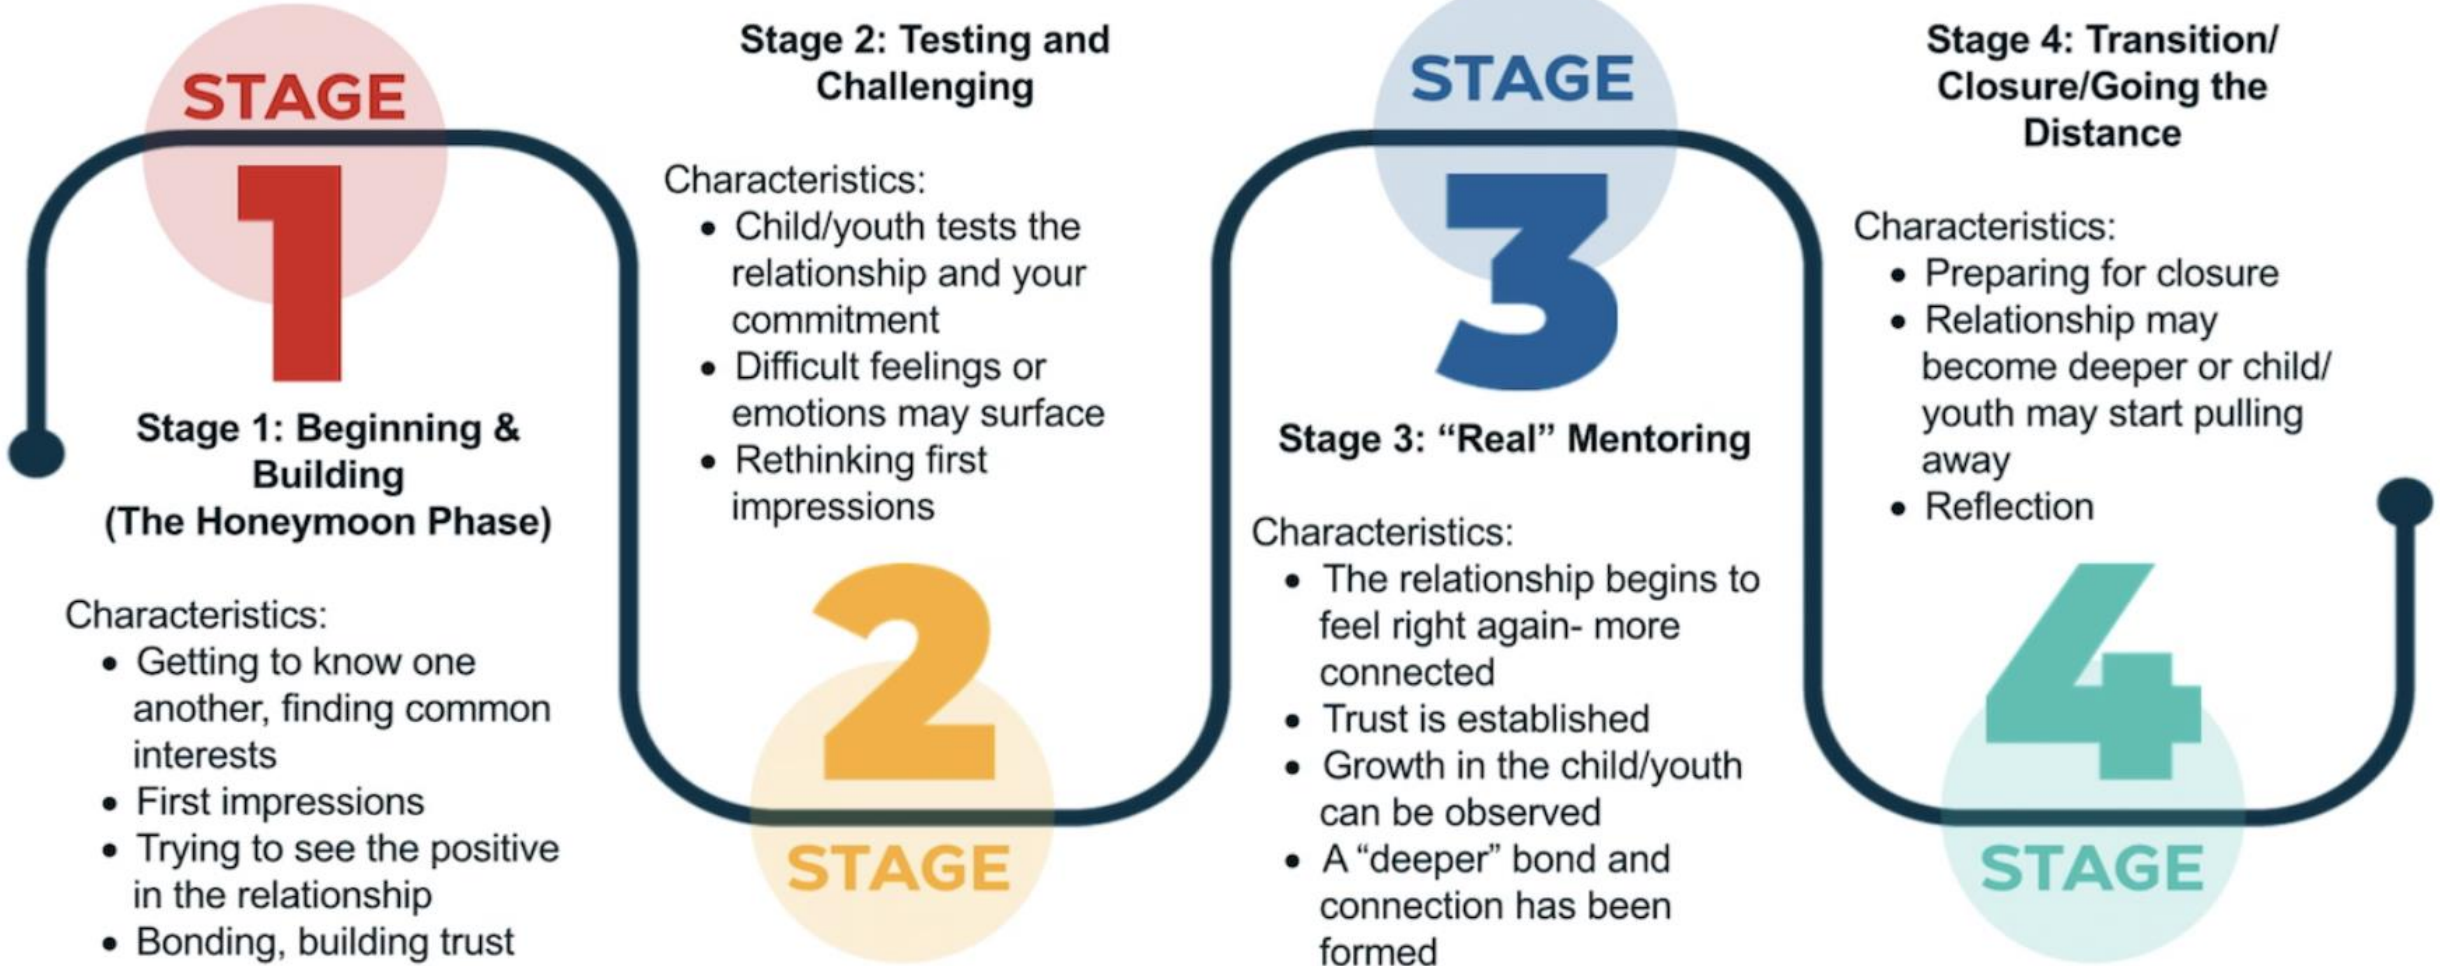 STAGE
1
Stage 1: Beginning &
Building
(The Honeymoon Phase)
Characteristics:
• Getting to know one
another, finding common
interests
• First impressions
• Trying to see the positive
in the relationship
• Bonding, building trust
Stage 2: Testing and
Challenging
Characteristics:
• Child/youth tests the
relationship and your
commitment
• Difficult feelings or
emotions may surface
• Rethinking first
impressions
2
STAGE
STAGE
3
Stage 3: “Real” Mentoring
Characteristics:
• The relationship begins to
feel right again- more
connected
• Trust is established
• Growth in the child/youth
can be observed
• A “deeper” bond and
connection has been
formed
Stage 4: Transition/
Closure/Going the
Distance
Characteristics:
• Preparing for closure
• Relationship may
become deeper or child/
youth may start pulling
away
• Reflection
4
STAGE